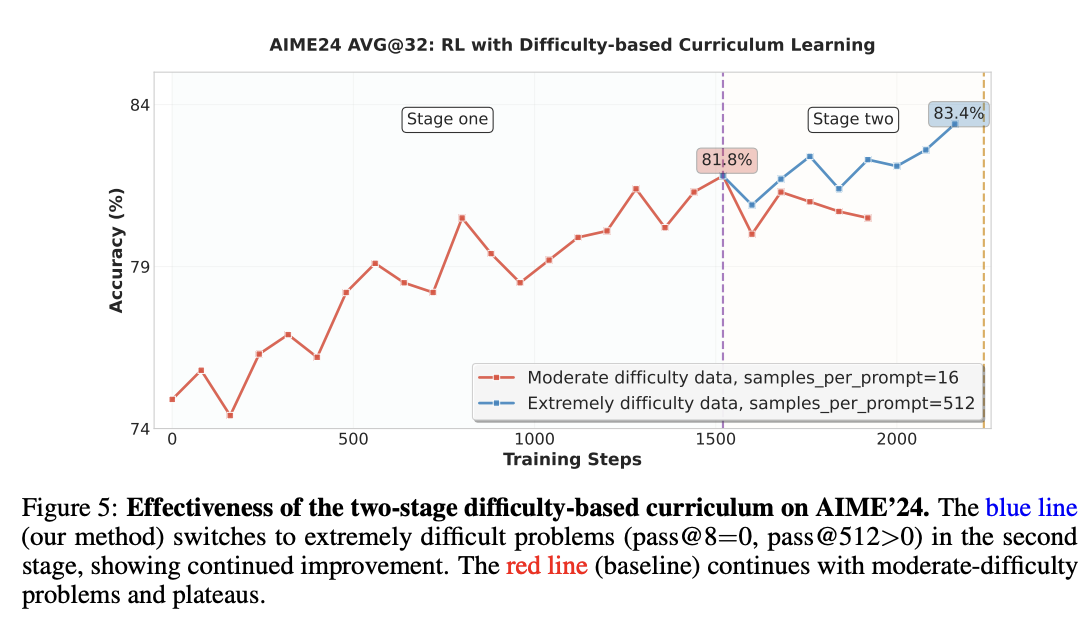 AIME24 AVG@32: RL with Difficulty-based Curriculum Learning
84
79
74
Accuracy (%)
Stage one
81.8%
Stage two
83.4%
Moderate difficulty data, samples_per_prompt=16
Extremely difficulty data, samples_per_prompt=512
0
500
1000
1500
2000
Training Steps
Figure 5: Effectiveness of the two-stage difficulty-based curriculum on AIME’24. The blue line
(our method) switches to extremely difficult problems (pass@8=0, pass@512>0) in the second
stage, showing continued improvement. The red line (baseline) continues with moderate-difficulty
problems and plateaus.